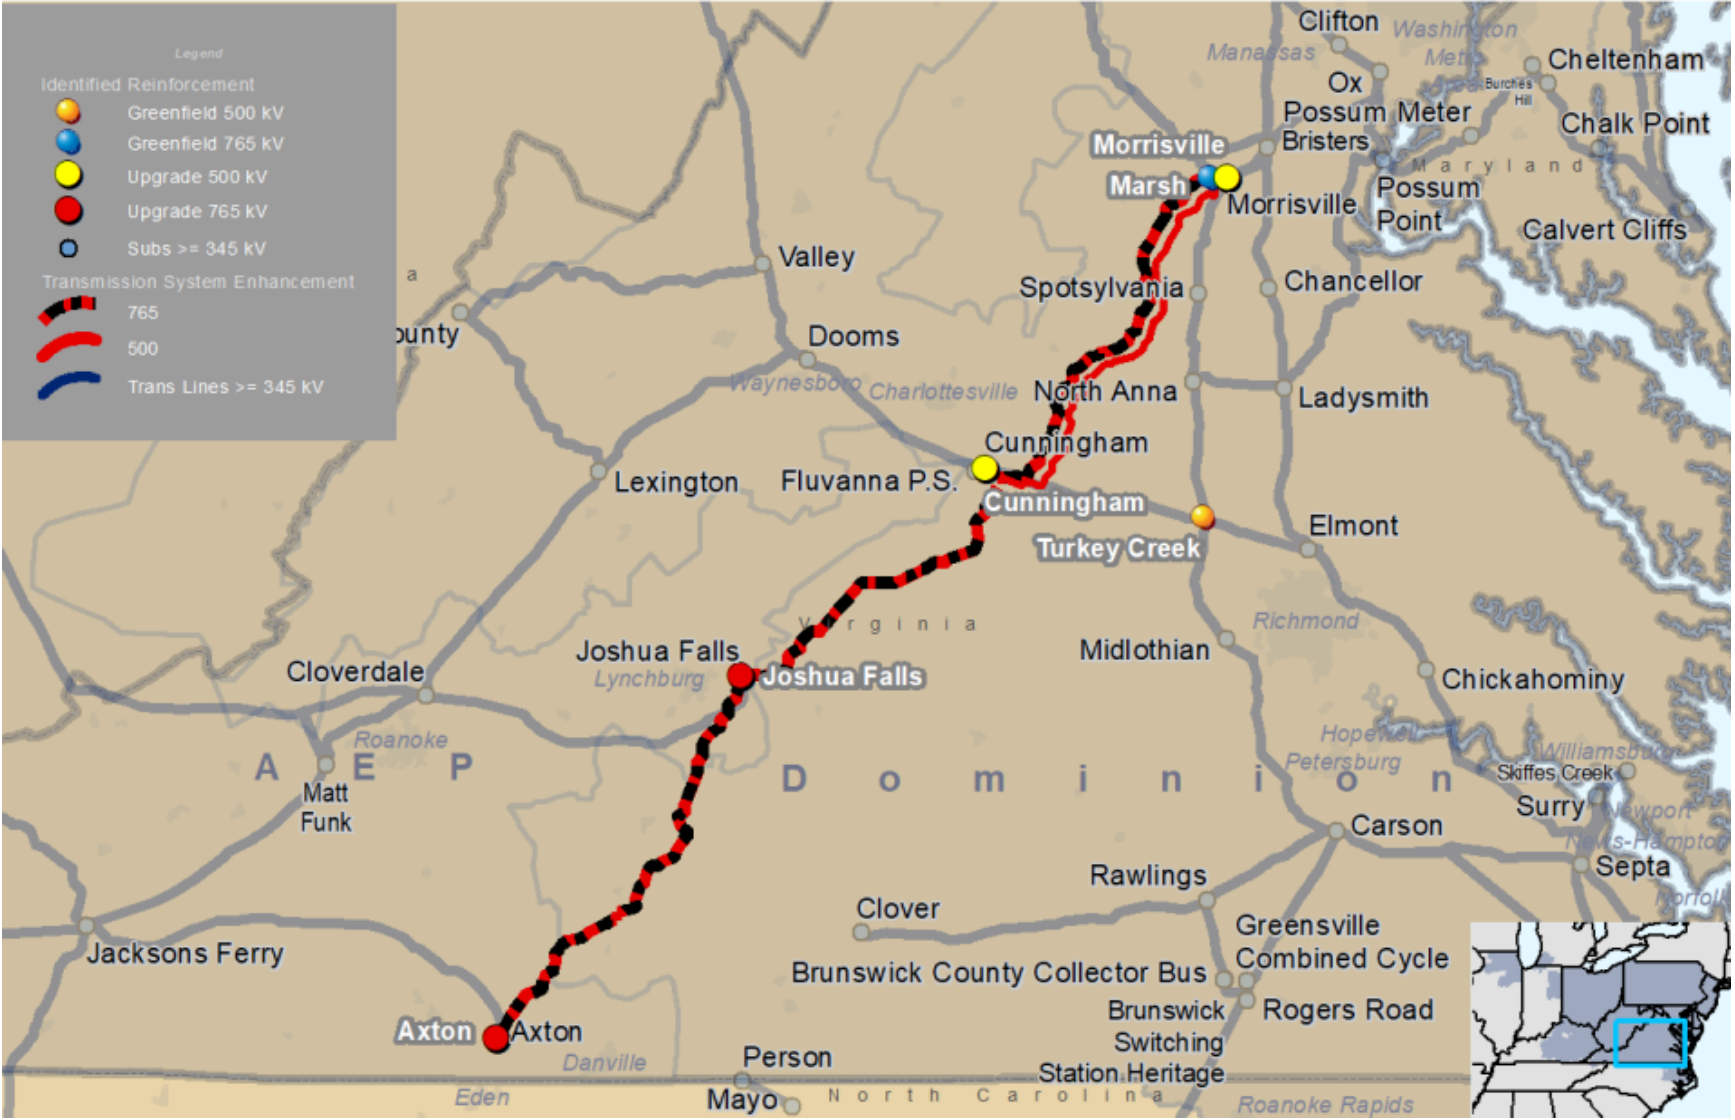 Legend
Identified Reinforcement
Greenfield 500 kV
Greenfield 765 kV
Upgrade 500 kV
Upgrade 765 kV
Subs >= 345 kV
Transmission System Enhancement
765
500
Trans Lines >= 345 kV
a
ounty
Clifton
Washington
Manassas
Ox
Burches
Hill
Cheltenham
Possum Meter
Bristers
Chalk Point
Morrisville
Marsh
Maryland
Morrisville
Possum
Point
Calvert Cliffs
Valley
Spotsylvania
Chancellor
Dooms
Waynesboro
Charlottesville
North Anna
Ladysmith
Cunningham
Lexington
Fluvanna P.S.
Cunningham
Elmont
Turkey Creek
Virginia
Richmond
Joshua Falls
Lynchburg
Joshua Falls
Midlothian
Cloverdale
Chickahominy
Roanoke
Hopewell
Petersburg
Williamsburg
AEP
Dominion
Skiffes Creek
Matt
Funk
Surry
Newport
News-Hampton
Carson
Septa
Norfolk
Rawlings
Clover
Greensville
Combined Cycle
Jacksons Ferry
Brunswick County Collector Bus
Brunswick
Switching
Station Heritage
Rogers Road
Axton
Axton
Danville
Person
Mayo
Eden
North Carolina
Roanoke Rapids